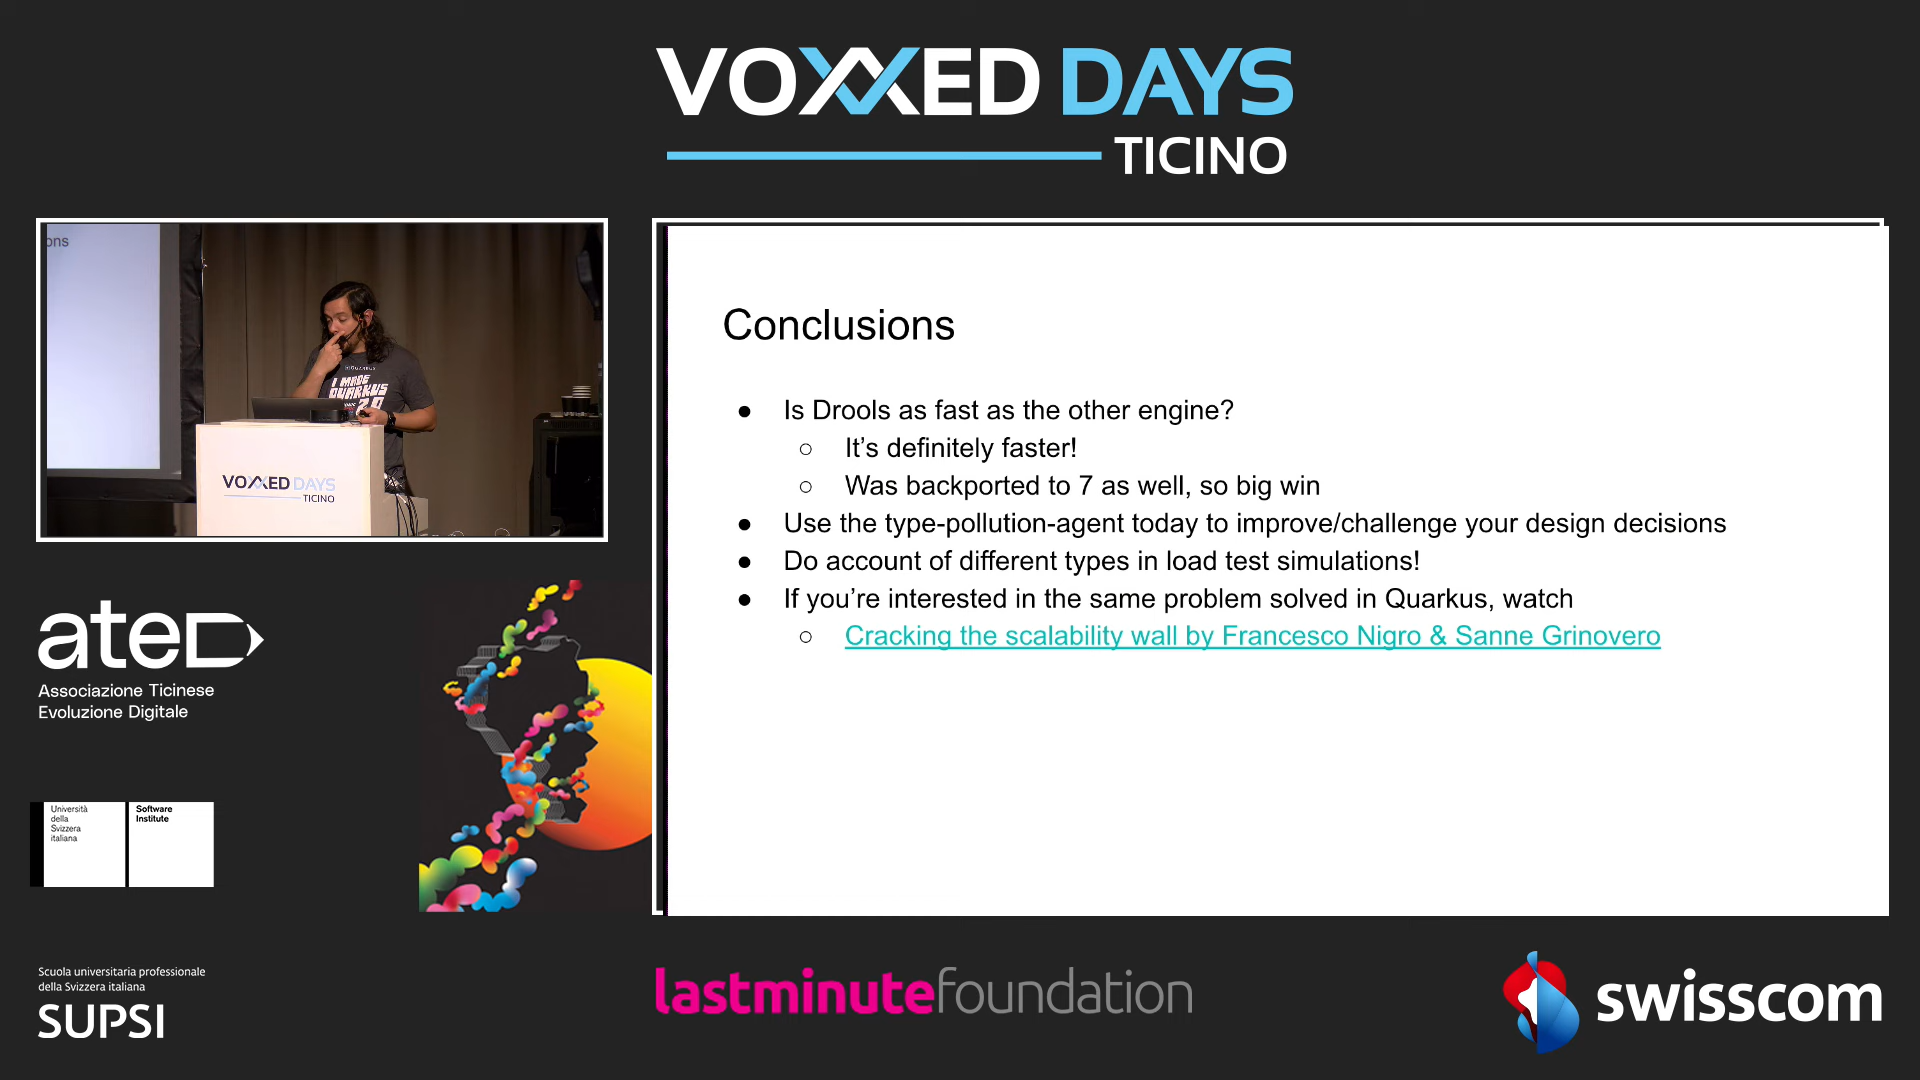 VOXXED DAYS
TICINO
ons
QUARKUS
I MADE
QUARKUS
VOXXED DAYS
TICINO
Conclusions
● Is Drools as fast as the other engine?
○ It’s definitely faster!
○ Was backported to 7 as well, so big win
● Use the type-pollution-agent today to improve/challenge your design decisions
● Do account of different types in load test simulations!
● If you’re interested in the same problem solved in Quarkus, watch
○ Cracking the scalability wall by Francesco Nigro & Sanne Grinovero
ated
Associazione Ticinese
Evoluzione Digitale
Università
della
Svizzera
italiana
Software
Institute
Scuola universitaria professionale
della Svizzera italiana
SUPSI
lastminutefoundation
swisscom